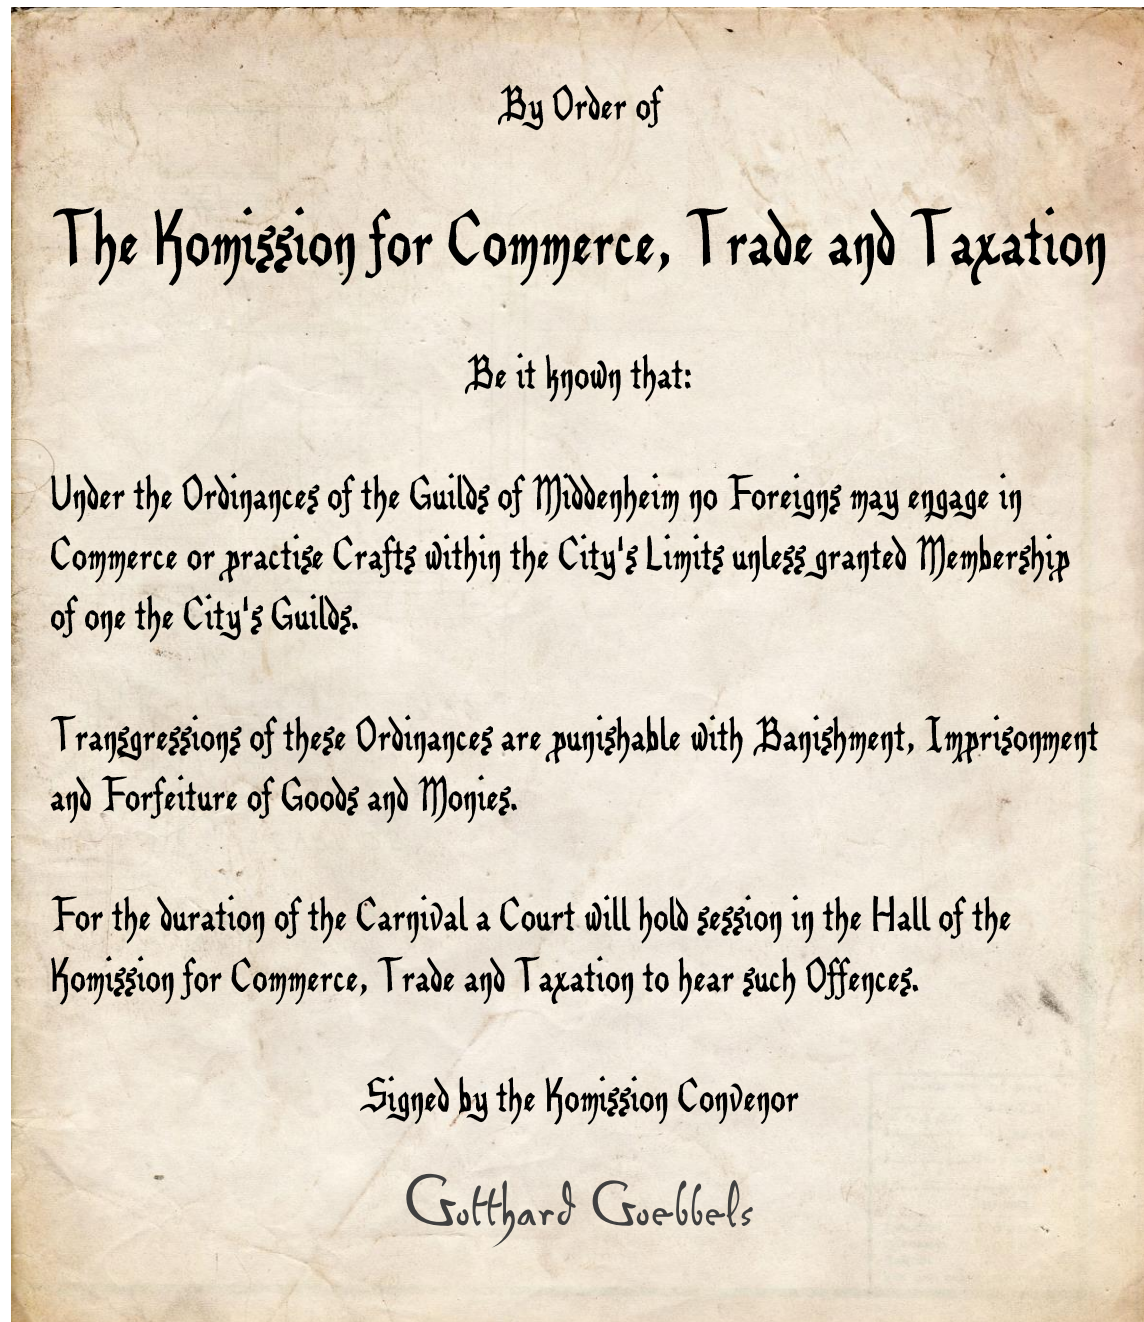 By Order of
The Komission for Commerce, Trade and Taxation
Be it known that:
Under the Ordinances of the Guilds of Middenheim no Foreigns may engage in
Commerce or practise Crafts within the City's Limits unless granted Membership
of one the City's Guilds.
Transgressions of these Ordinances are punishable with Banishment, Imprisonment
and Forfeiture of Goods and Monies.
For the duration of the Carnival a Court will hold session in the Hall of the
Komission for Commerce, Trade and Taxation to hear such Offences.
Signed by the Komission Convenor
Gotthard Goebbels